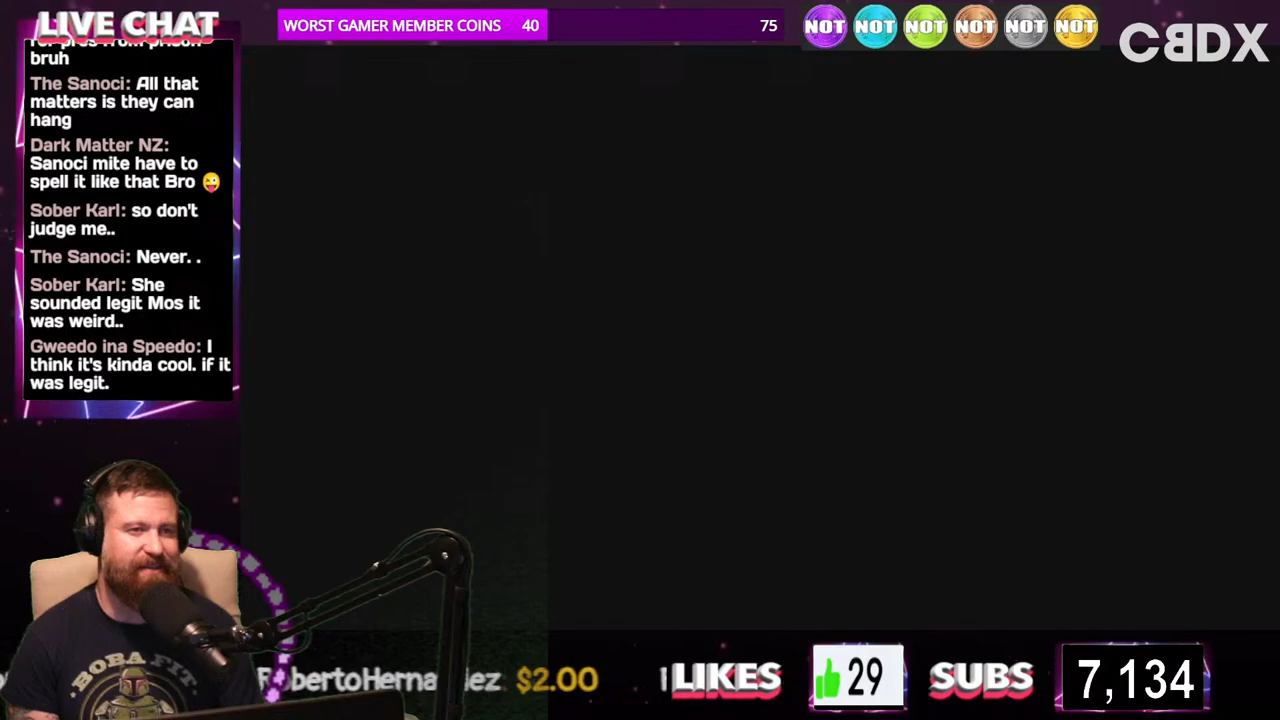 LIVE CHAT
bruh
The Sanoci: All that
matters is they can
hang
Dark Matter NZ:
Sanoci mite have to
spell it like that Bro 😜
Sober Karl: so don't
judge me..
The Sanoci: Never. .
Sober Karl: She
sounded legit Mos it
was weird..
Gweedo ina Speedo: I
think it's kinda cool. if it
was legit.
WORST GAMER MEMBER COINS 40 75
NOT NOT NOT NOT NOT NOT
CBDX
BOBA FIT
$2.00
LIKES 29 SUBS 7,134